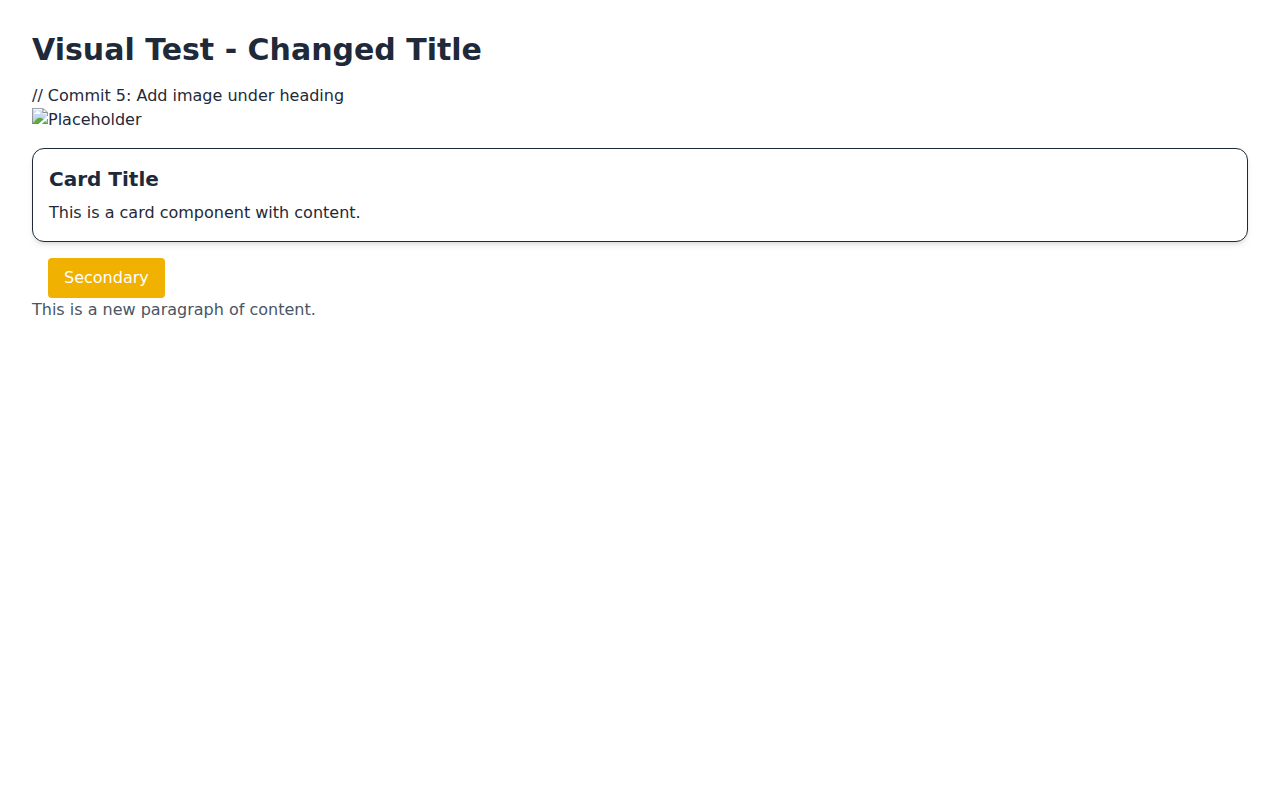 Visual Test - Changed Title
// Commit 5: Add image under heading
Placeholder
Card Title
This is a card component with content.
Secondary
This is a new paragraph of content.